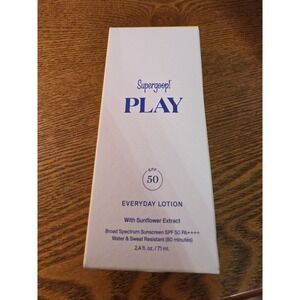 Supergoop!
PLAY
SPF
50
EVERYDAY LOTION
With Sunflower Extract
Broad Spectrum Sunscreen SPF 50 PA++++
Water & Sweat Resistant (80 minutes)
2.4 fl. oz. / 71 ml.